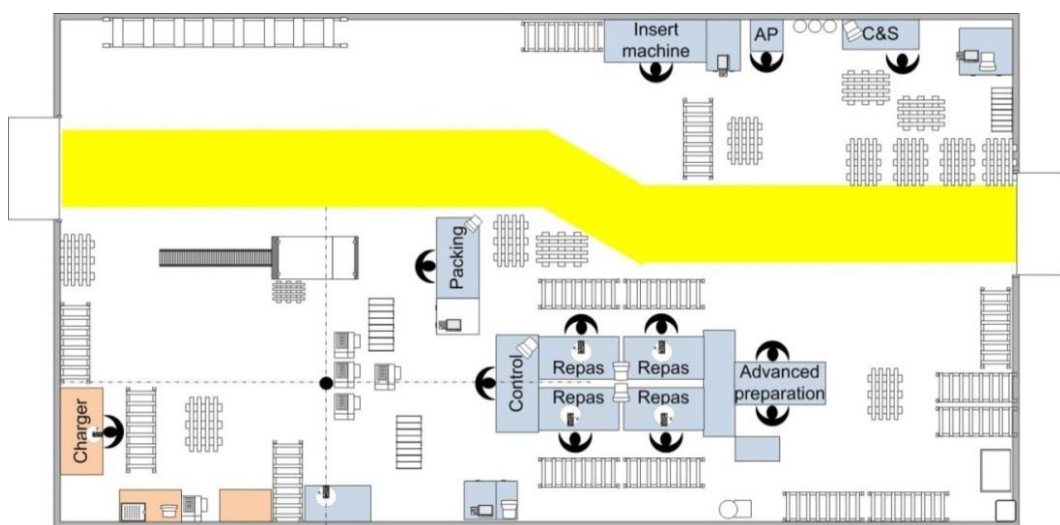 Insert
machine
AP
C&S
Packing
Control
Repas
Repas
Repas
Repas
Advanced
preparation
Charger